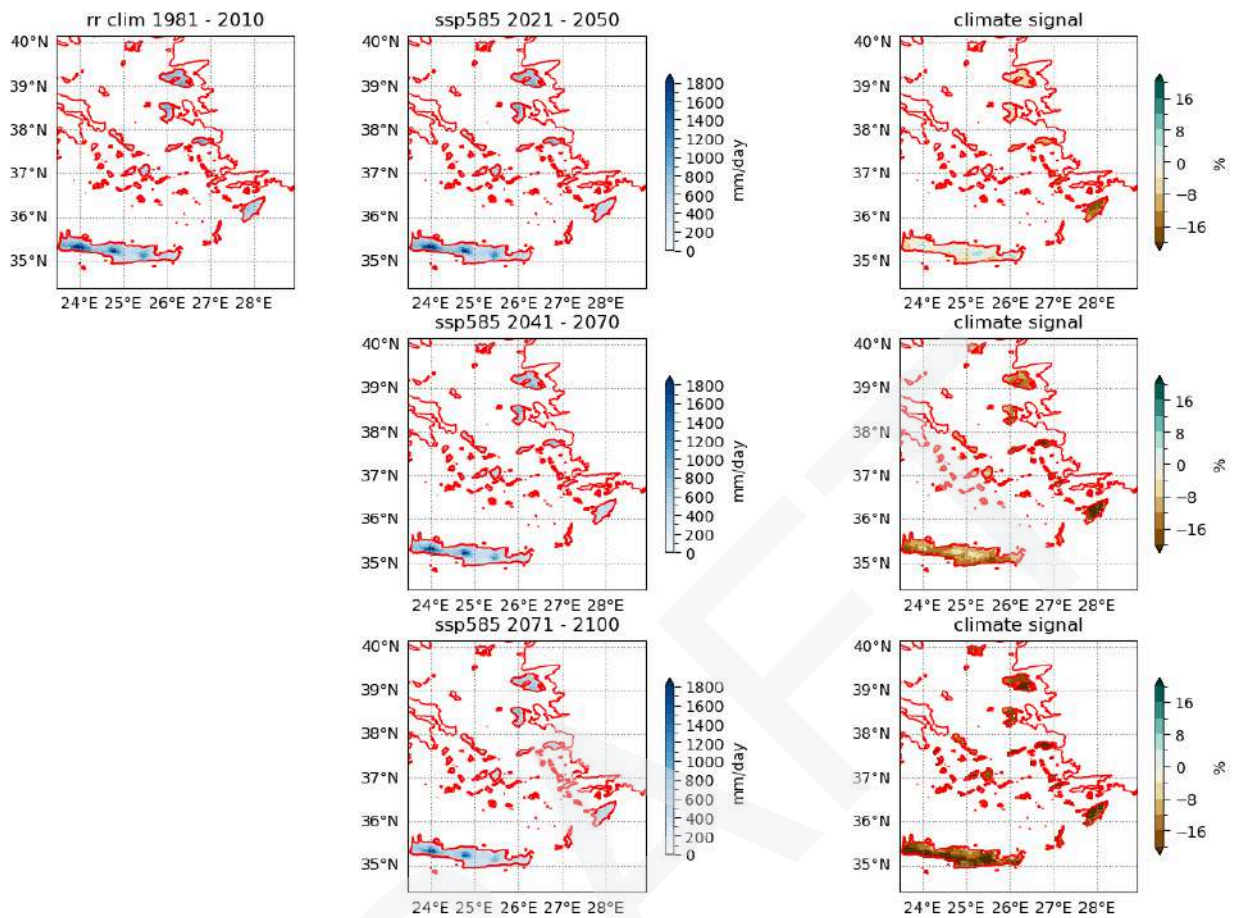 rr clim 1981 - 2010
40°N
39°N
38°N
37°N
36°N
35°N
24°E 25°E 26°E 27°E 28°E
ssp585 2021 - 2050
40°N
39°N
38°N
37°N
36°N
35°N
24°E 25°E 26°E 27°E 28°E
1800
1600
1400
1200
1000
800
600
400
200
0
mm/day
climate signal
40°N
39°N
38°N
37°N
36°N
35°N
24°E 25°E 26°E 27°E 28°E
16
8
0
−8
−16
%
ssp585 2041 - 2070
40°N
39°N
38°N
37°N
36°N
35°N
24°E 25°E 26°E 27°E 28°E
1800
1600
1400
1200
1000
800
600
400
200
0
mm/day
climate signal
40°N
39°N
38°N
37°N
36°N
35°N
24°E 25°E 26°E 27°E 28°E
16
8
0
−8
−16
%
ssp585 2071 - 2100
40°N
39°N
38°N
37°N
36°N
35°N
24°E 25°E 26°E 27°E 28°E
1800
1600
1400
1200
1000
800
600
400
200
0
mm/day
climate signal
40°N
39°N
38°N
37°N
36°N
35°N
24°E 25°E 26°E 27°E 28°E
16
8
0
−8
−16
%